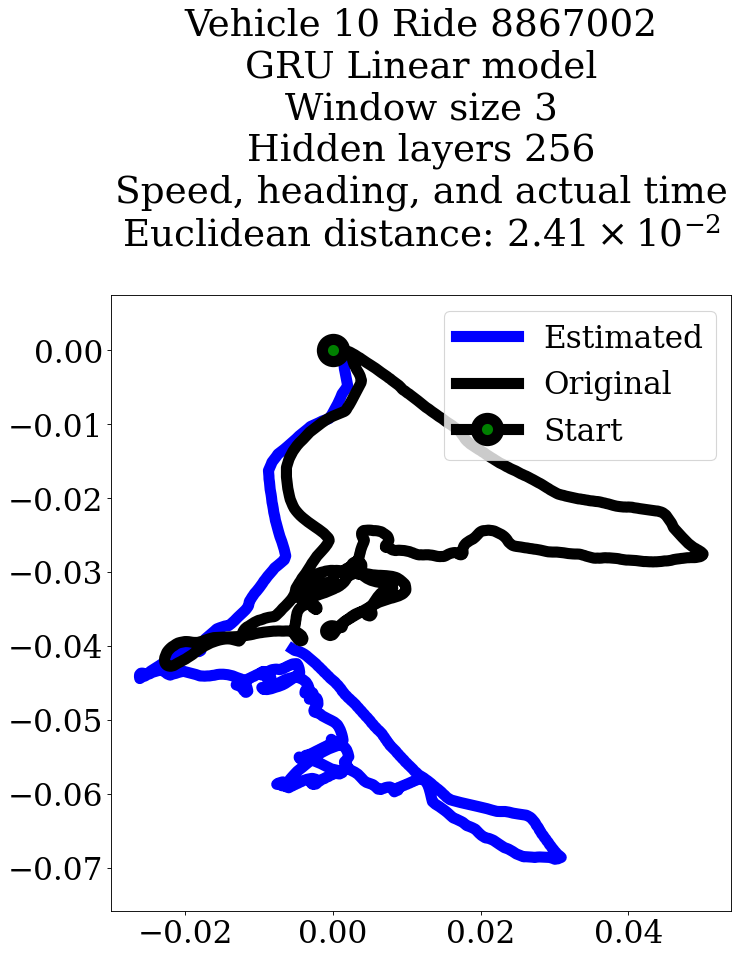 Vehicle 10 Ride 8867002
GRU Linear model
Window size 3
Hidden layers 256
Speed, heading, and actual time
Euclidean distance: 2.41 × 10⁻²
Estimated
Original
Start
0.00
−0.01
−0.02
−0.03
−0.04
−0.05
−0.06
−0.07
−0.02 0.00 0.02 0.04